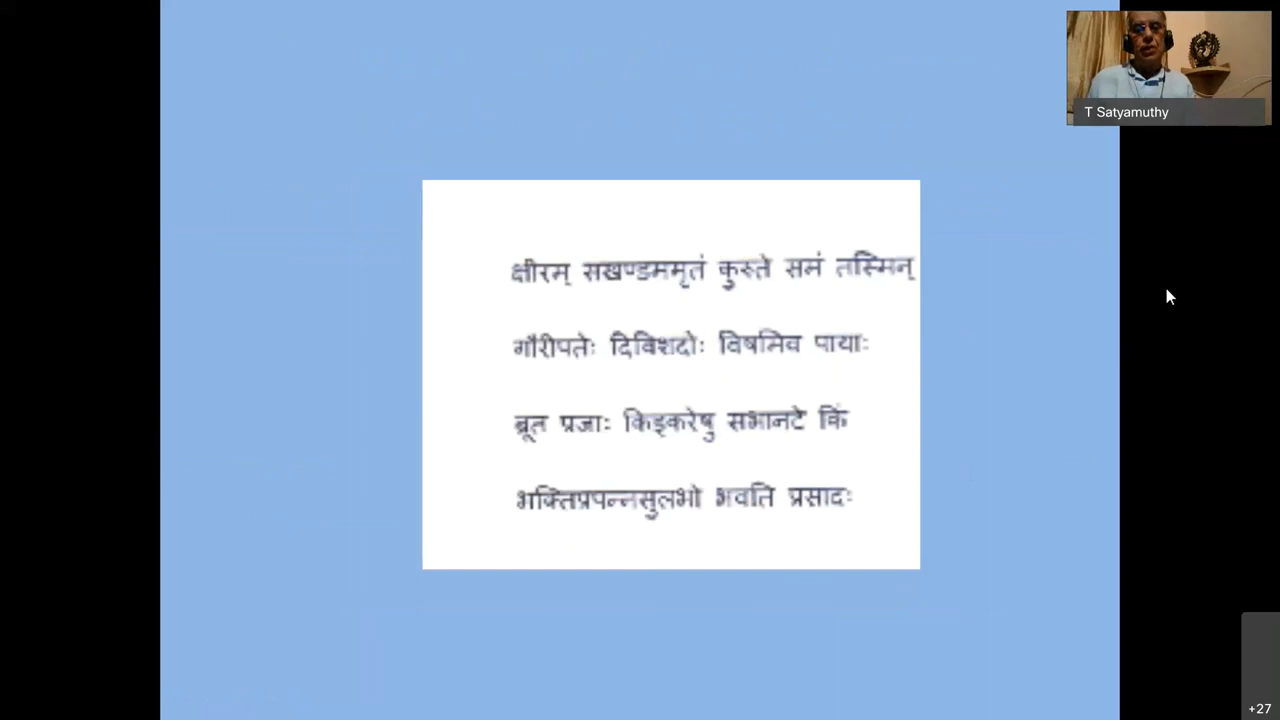 T Satyamuthy
क्षीरम् सखण्डममृतं कुरुते समं तस्मिन्
गौरीपतेः दिविशदोः विषमिव पायाः
ब्रूत प्रजाः किङ्करेषु सभानटे किं
भक्तिप्रपन्नसुलभो भवति प्रसादः
+27